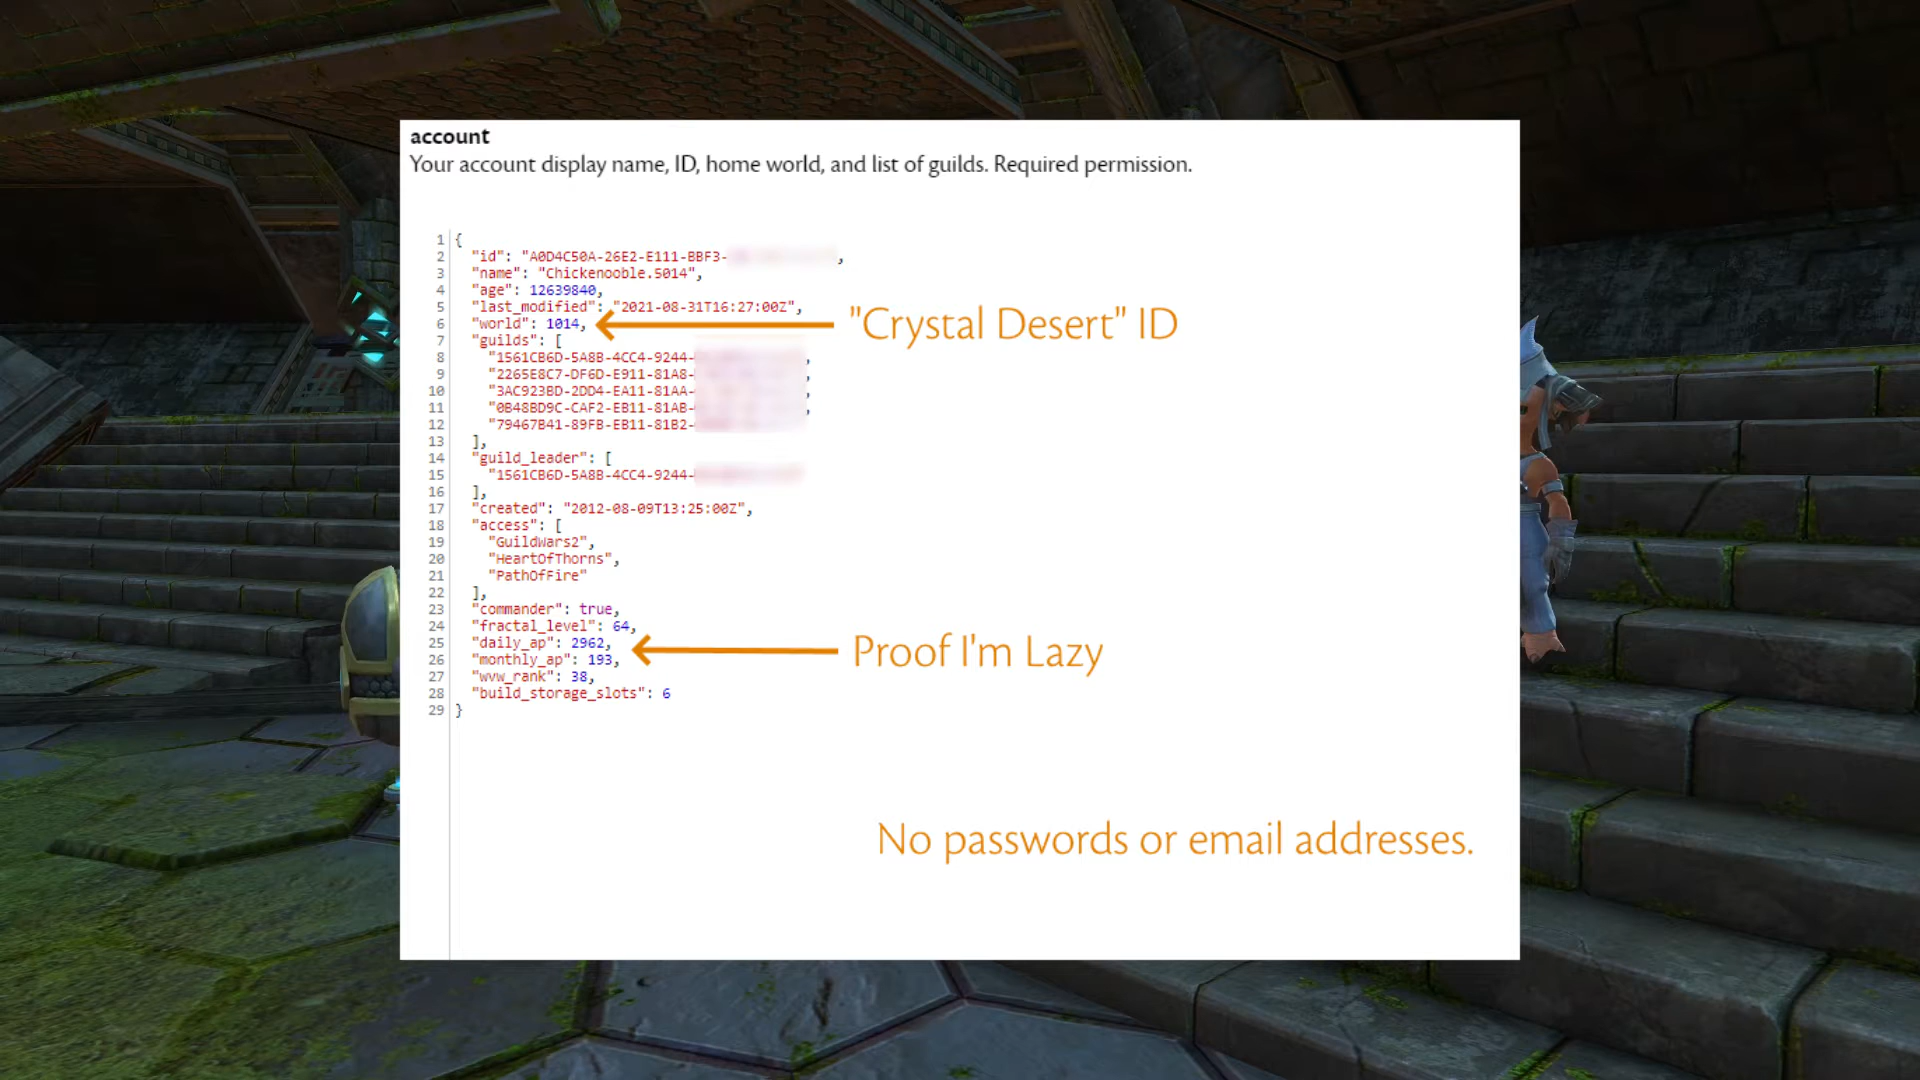 account
Your account display name, ID, home world, and list of guilds. Required permission.
1 {
2 "id": "A0D4C50A-26E2-E111-BBF3- ,
3 "name": "Chickenooble.5014",
4 "age": 12639840,
5 "last_modified": "2021-08-31T16:27:00Z",
6 "world": 1014,
"Crystal Desert" ID
7 "guilds": [
8 "1561CB6D-5A8B-4CC4-9244- ,
9 "2265E8C7-DF6D-E911-81A8- ,
10 "3AC923BD-2DD4-EA11-81AA- ,
11 "0B48BD9C-CAF2-EB11-81AB- ,
12 "79467B41-89FB-EB11-81B2-
13 ],
14 "guild_leader": [
15 "1561CB6D-5A8B-4CC4-9244-
16 ],
17 "created": "2012-08-09T13:25:00Z",
18 "access": [
19 "GuildWars2",
20 "HeartOfThorns",
21 "PathOfFire"
22 ],
23 "commander": true,
24 "fractal_level": 64,
25 "daily_ap": 2962,
Proof I'm Lazy
26 "monthly_ap": 193,
27 "wvw_rank": 38,
28 "build_storage_slots": 6
29 }
No passwords or email addresses.